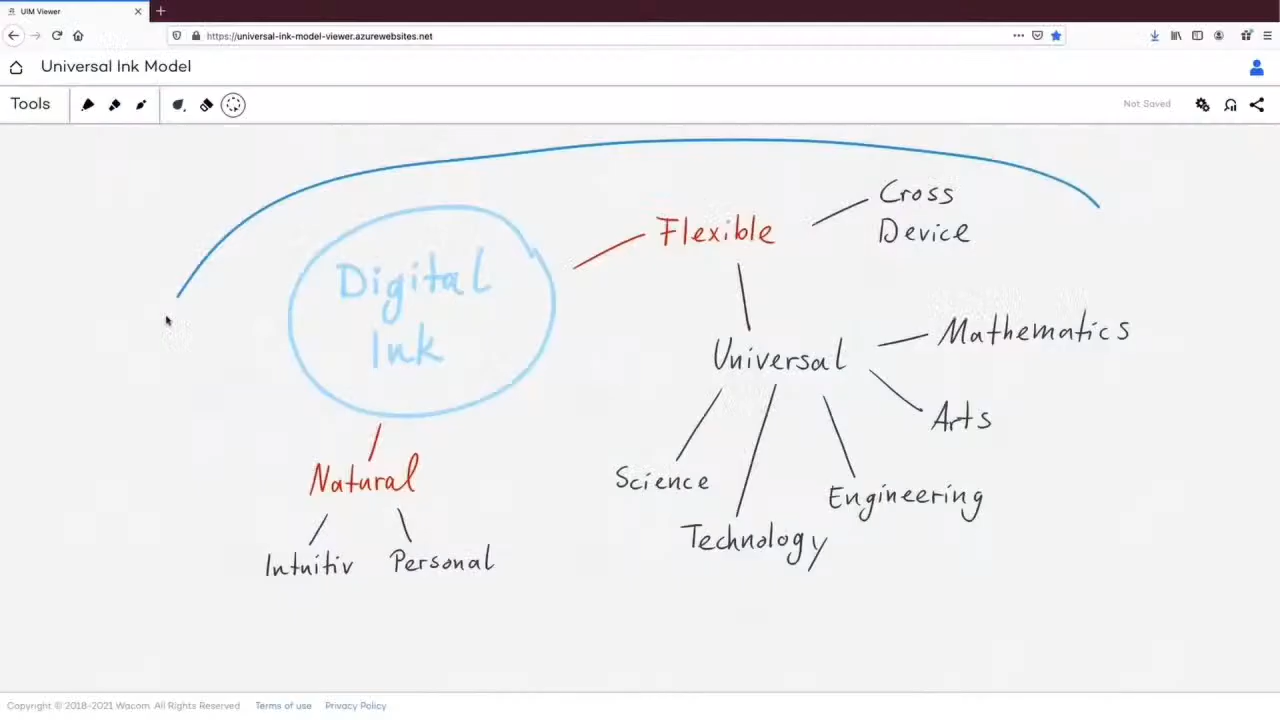 UIM Viewer
https://universal-ink-model-viewer.azurewebsites.net
Universal Ink Model
Tools
Not Saved
Digital
Ink
Flexible
Cross
Device
Universal
Mathematics
Arts
Science
Technology
Engineering
Natural
Intuitiv
Personal
Copyright © 2018-2021 Wacom. All Rights Reserved
Terms of use
Privacy Policy